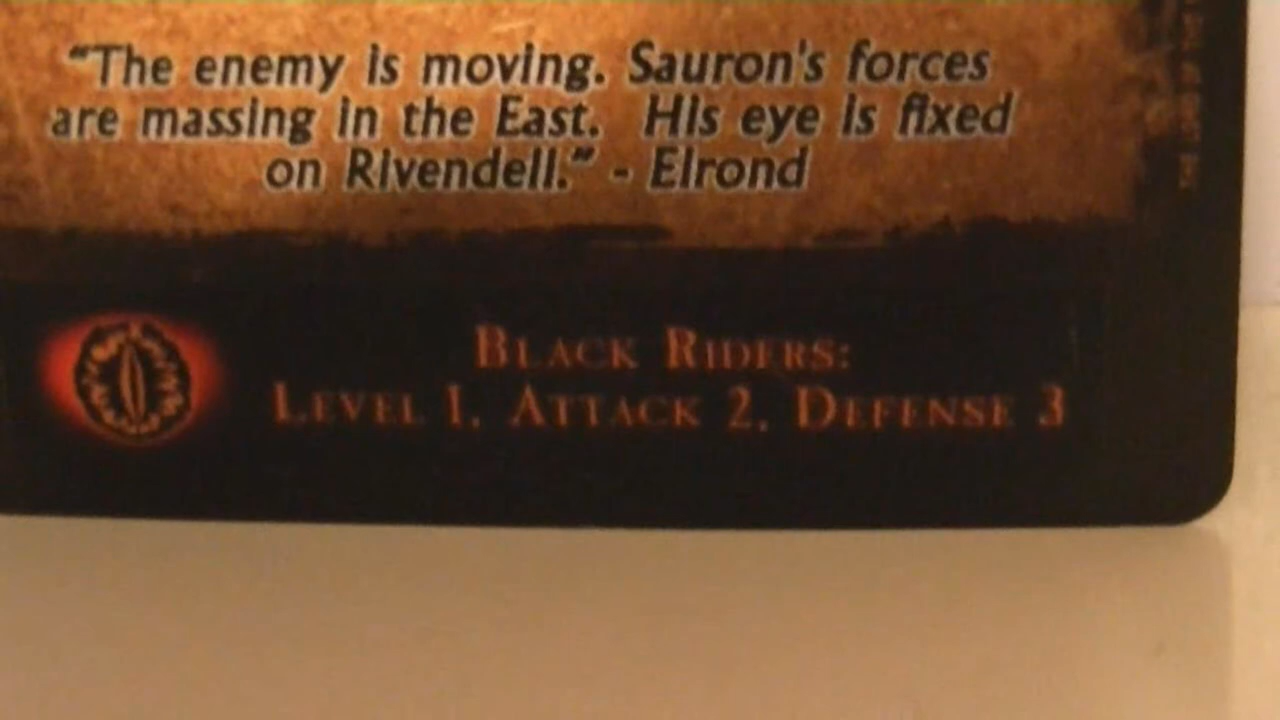 “The enemy is moving. Sauron's forces
are massing in the East. His eye is fixed
on Rivendell.” - Elrond
BLACK RIDERS:
LEVEL 1, ATTACK 2, DEFENSE 3